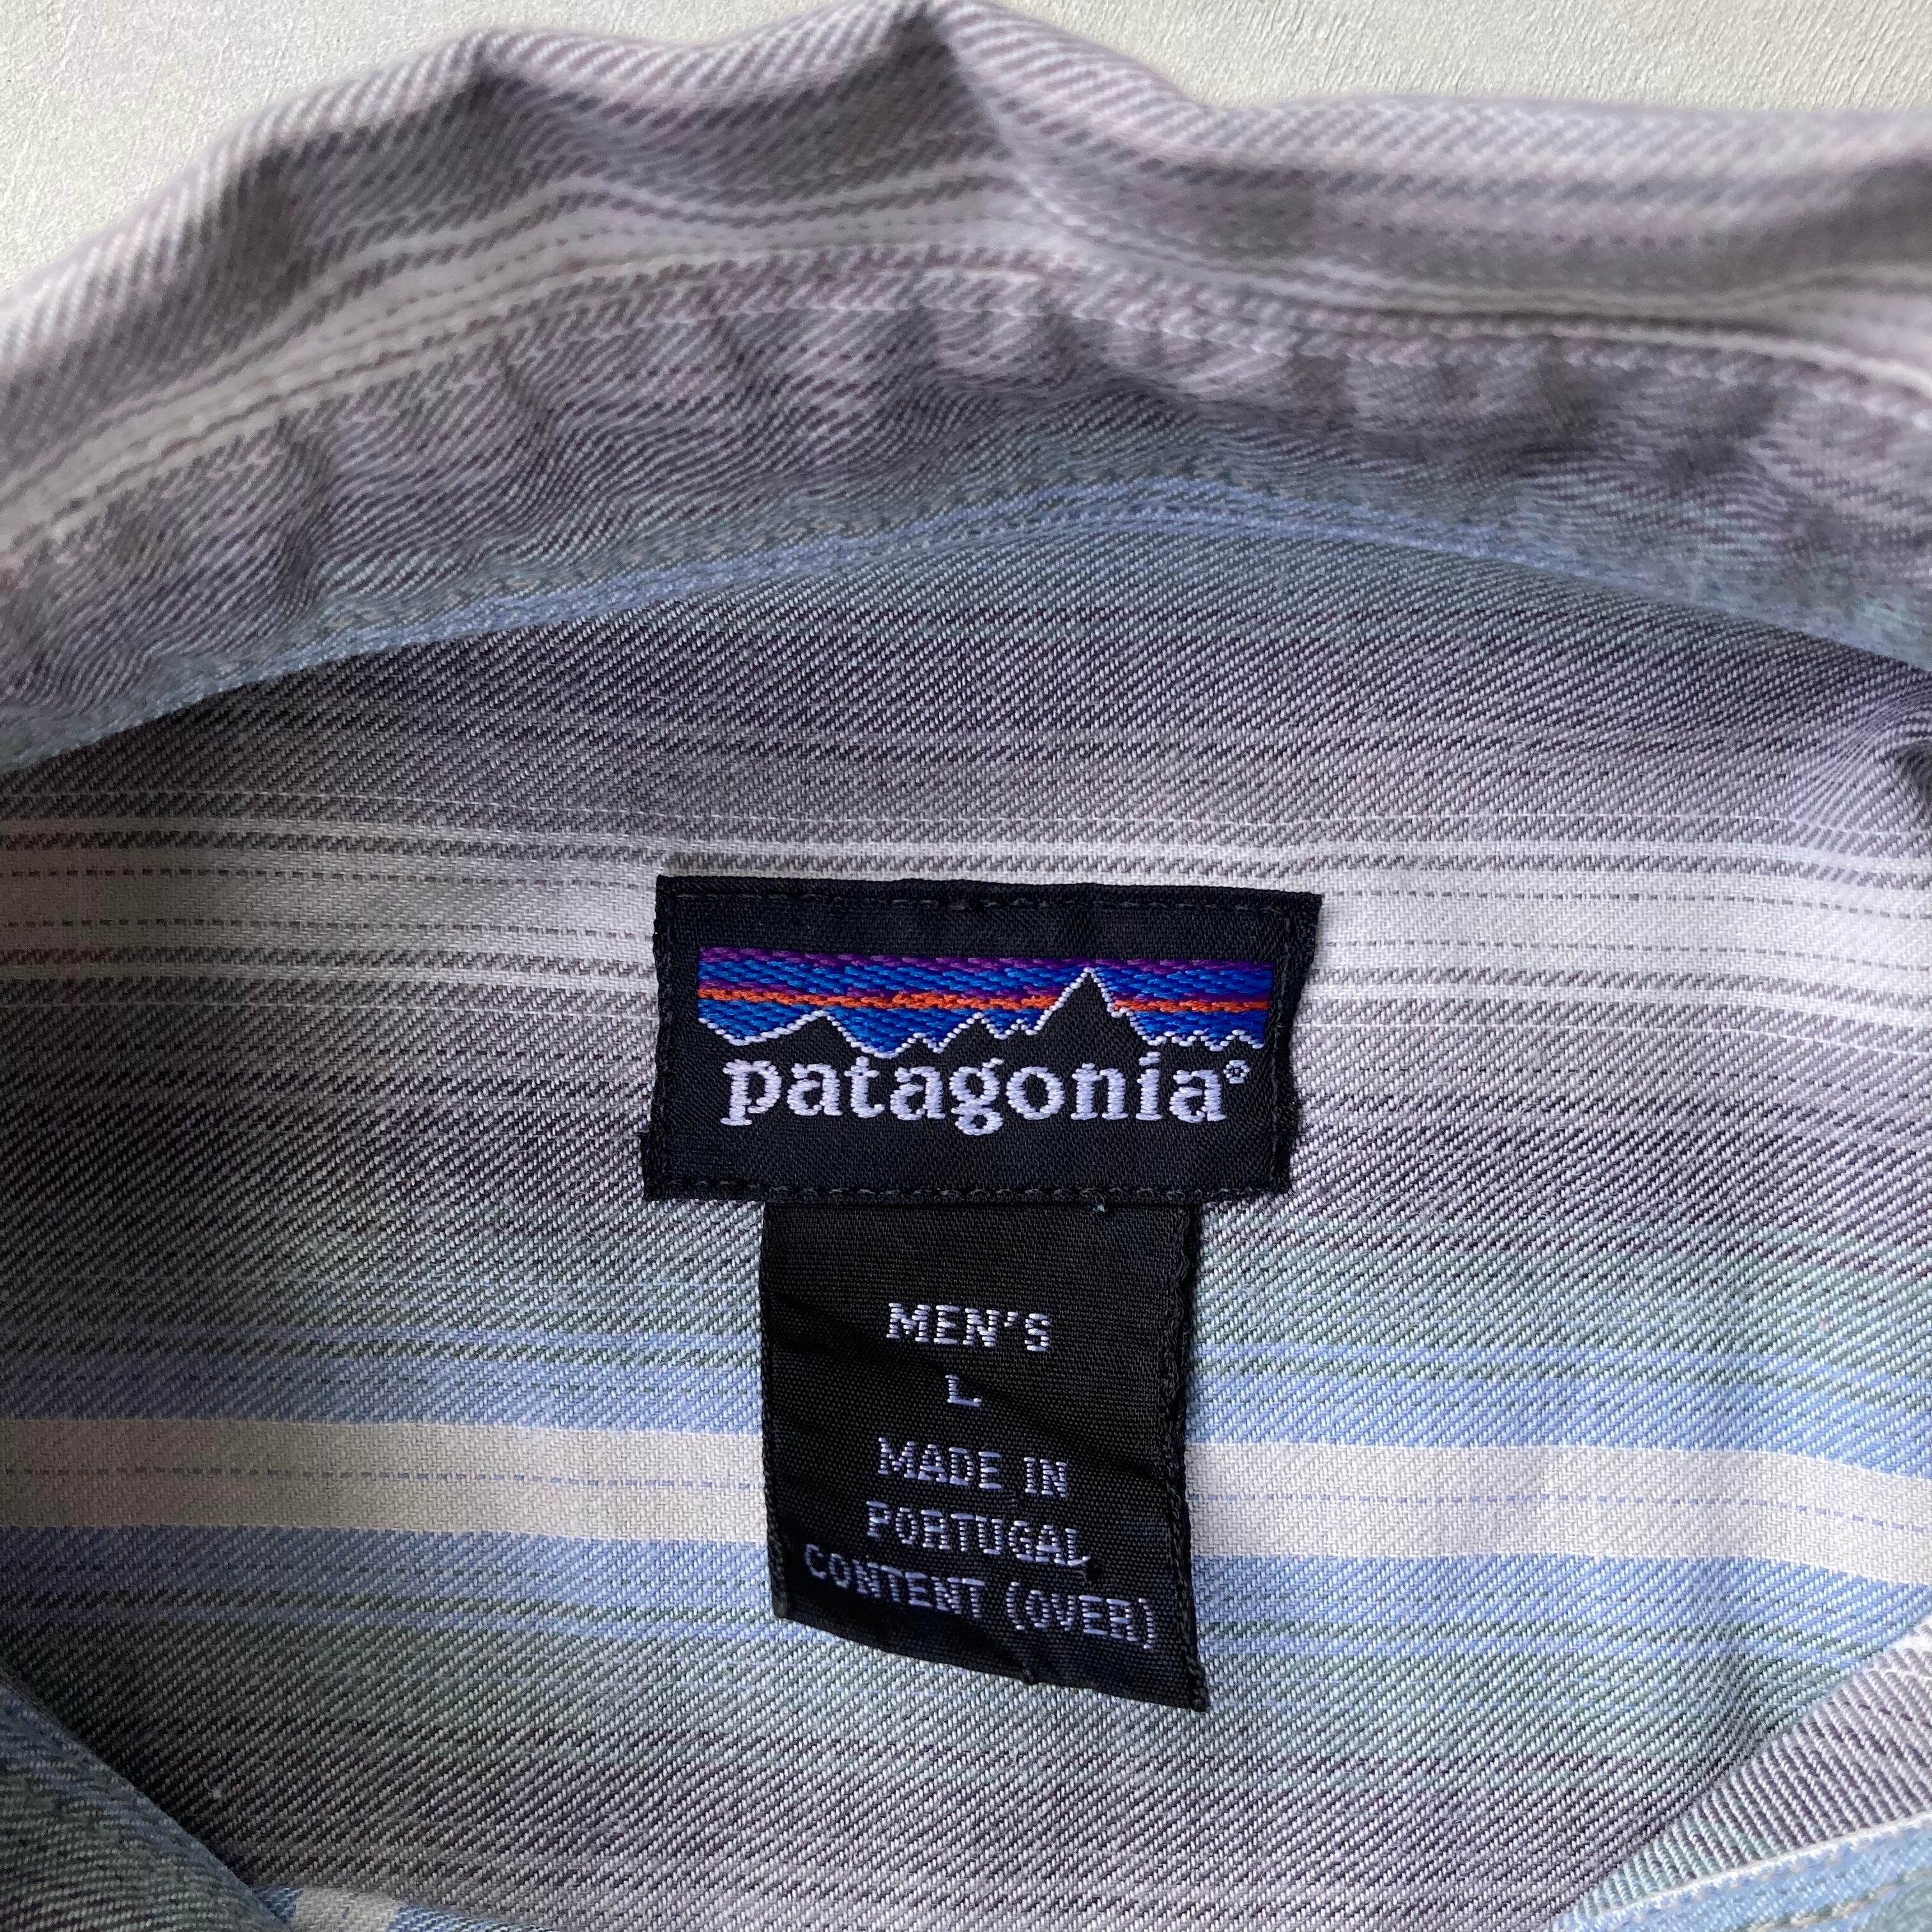 patagonia®
MEN'S
L
MADE IN
PORTUGAL
CONTENT (OVER)